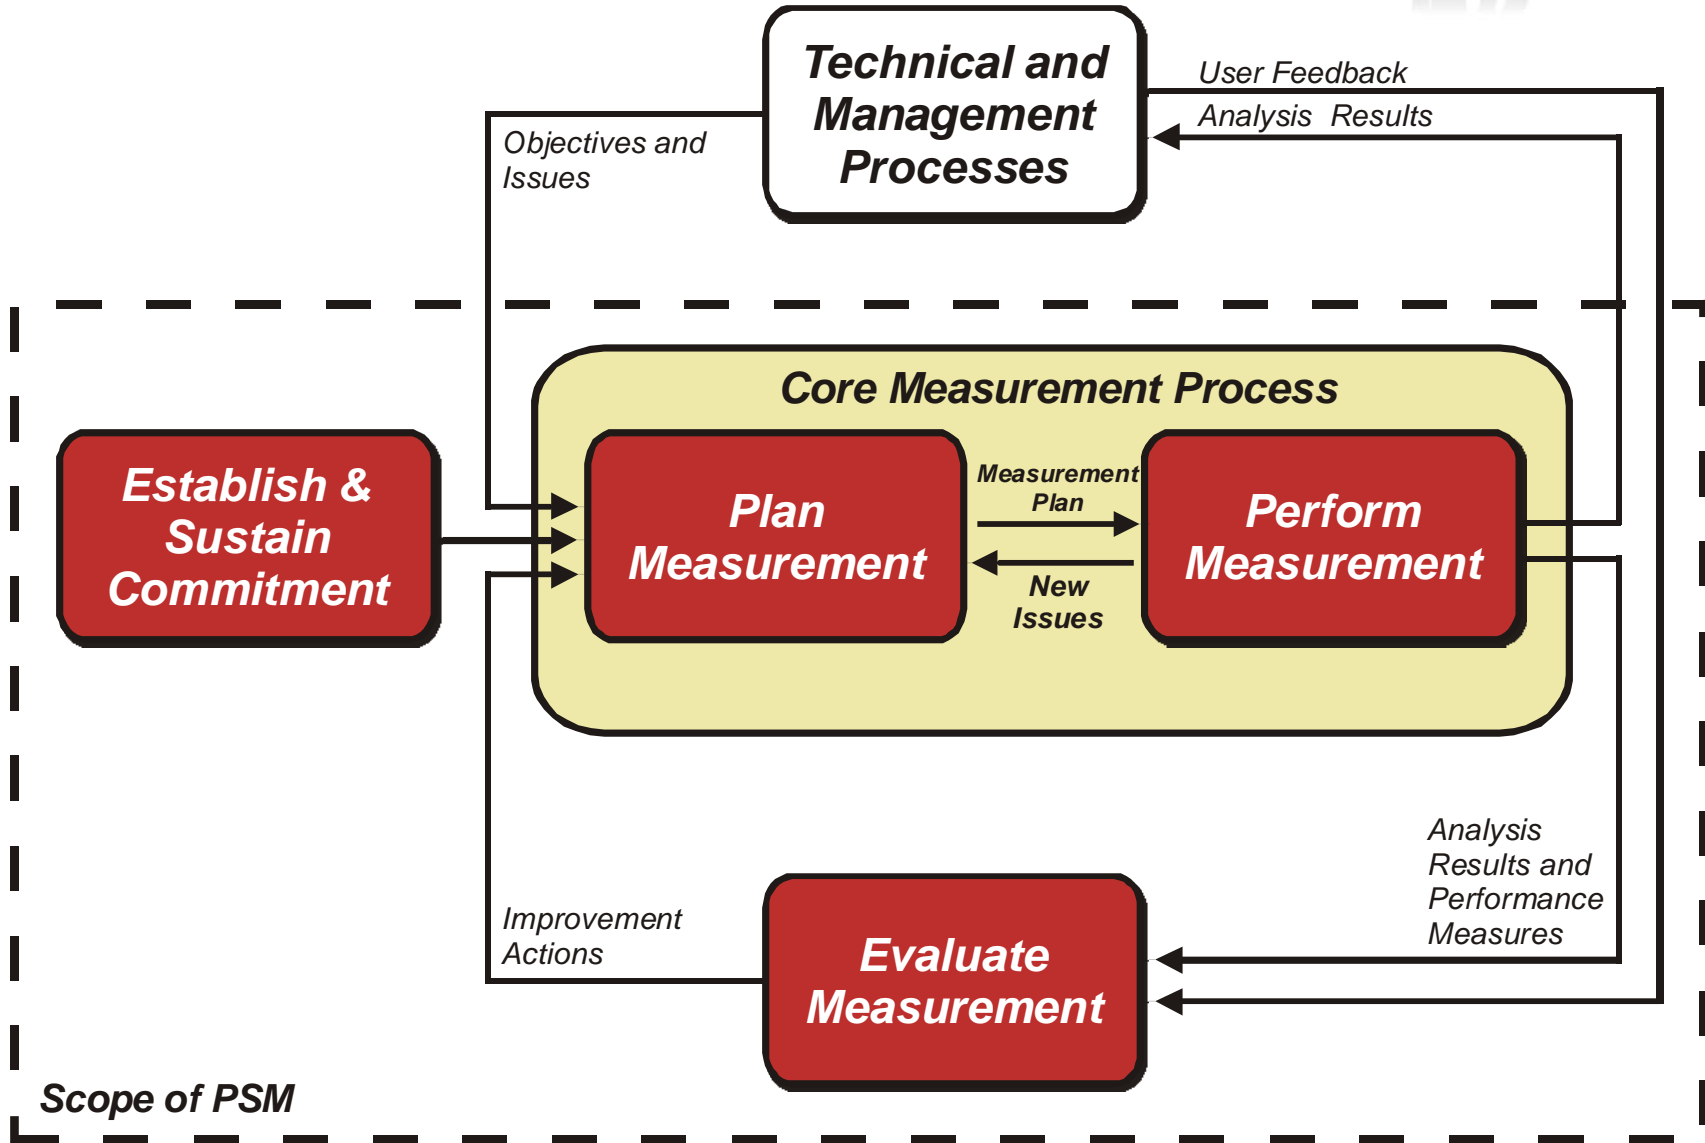 Technical and
Management
Processes
User Feedback
Analysis Results
Objectives and
Issues
Core Measurement Process
Establish &
Sustain
Commitment
Plan
Measurement
Measurement
Plan
New
Issues
Perform
Measurement
Analysis
Results and
Performance
Measures
Improvement
Actions
Evaluate
Measurement
Scope of PSM